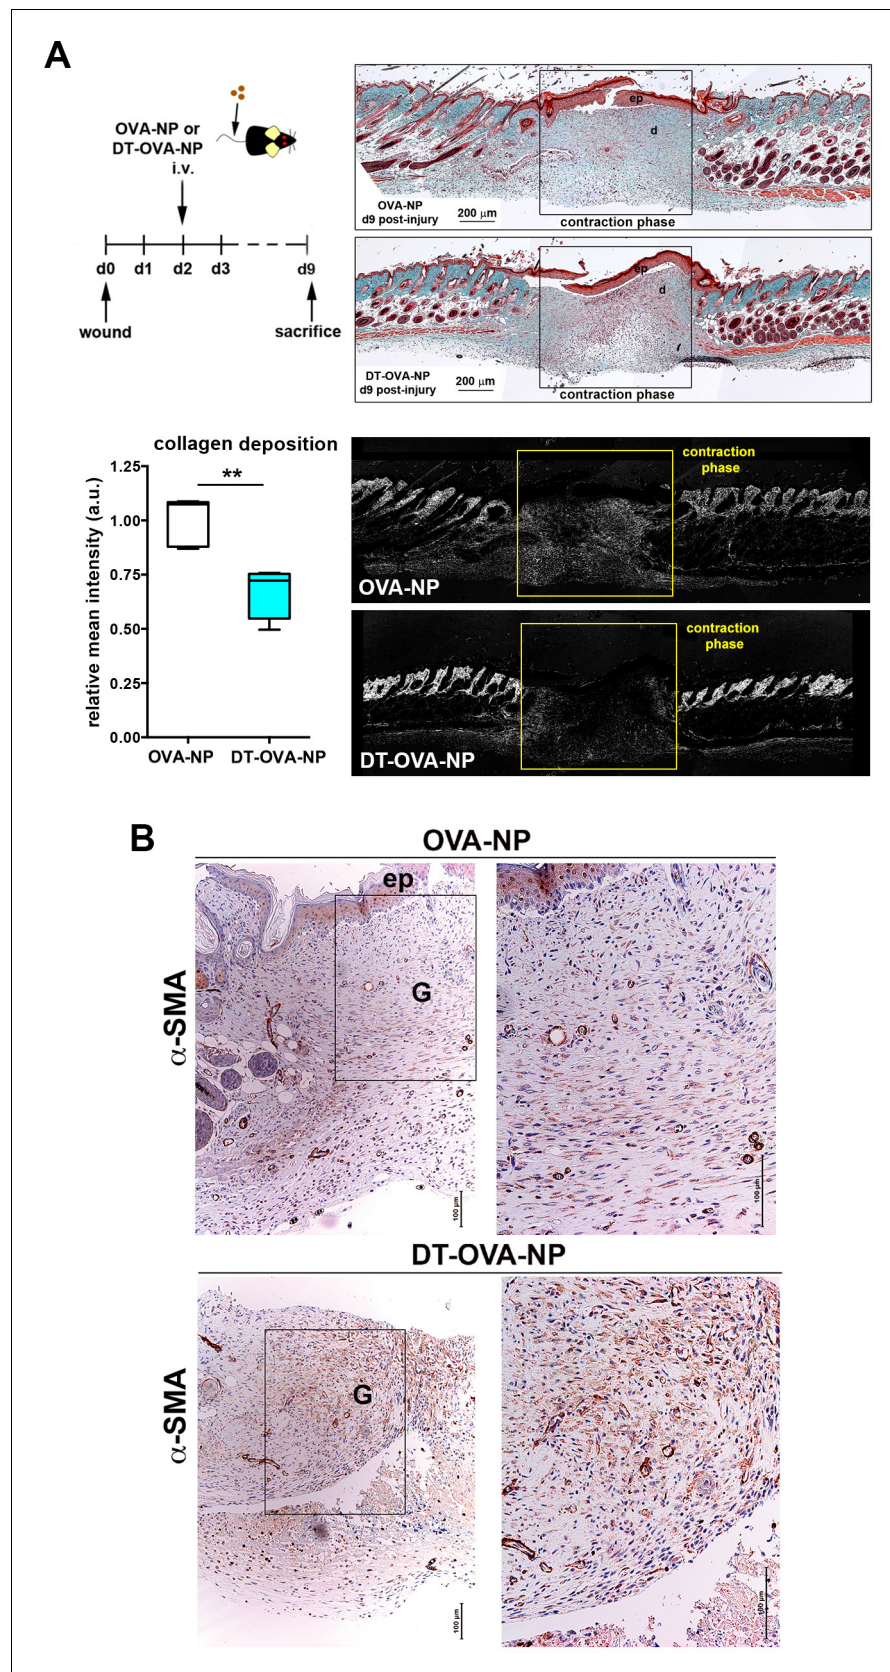 A
OVA-NP or
DT-OVA-NP
i.v.
d0
d1
d2
d3
d9
wound
sacrifice
ep
d
OVA-NP
d9 post-injury
200 μm
contraction phase
ep
d
DT-OVA-NP
d9 post-injury
200 μm
contraction phase
collagen deposition
**
relative mean intensity (a.u.)
1.25
1.00
0.75
0.50
0.25
0.00
OVA-NP
DT-OVA-NP
contraction
phase
OVA-NP
contraction
phase
DT-OVA-NP
B
OVA-NP
α-SMA
ep
G
100 μm
100 μm
DT-OVA-NP
α-SMA
G
100 μm
100 μm